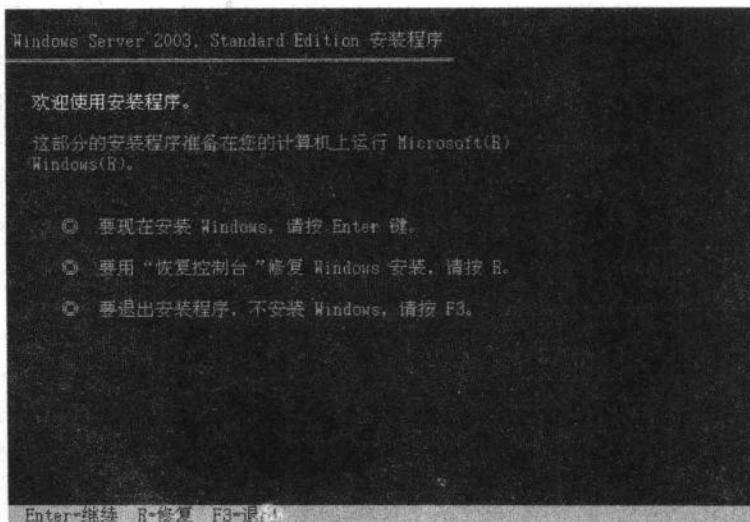 Windows Server 2003, Standard Edition 安装程序
欢迎使用安装程序。
这部分的安装程序准备在您的计算机上运行 Microsoft(R)
Windows(R)。
◎ 要现在安装 Windows，请按 Enter 键。
◎ 要用“恢复控制台”修复 Windows 安装，请按 R。
◎ 要退出安装程序，不安装 Windows，请按 F3。
Enter=继续 R=修复 F3=退出